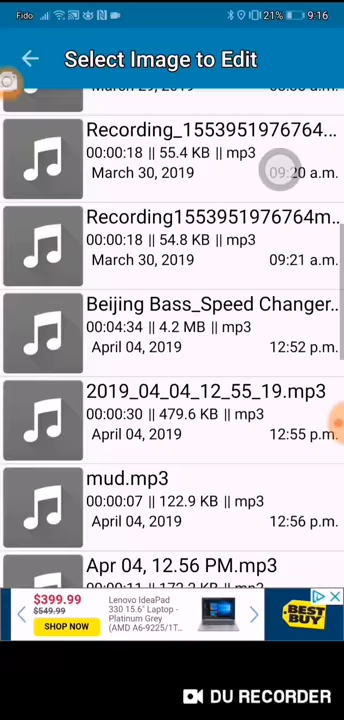 Fido 21% 9:16
Select Image to Edit
March 29, 2019
Recording_1553951976764...
00:00:18 || 55.4 KB || mp3
March 30, 2019 09:20 a.m.
Recording1553951976764m...
00:00:18 || 54.8 KB || mp3
March 30, 2019 09:21 a.m.
Beijing Bass_Speed Changer...
00:04:34 || 4.2 MB || mp3
April 04, 2019 12:52 p.m.
2019_04_04_12_55_19.mp3
00:00:30 || 479.6 KB || mp3
April 04, 2019 12:55 p.m.
mud.mp3
00:00:07 || 122.9 KB || mp3
April 04, 2019 12:56 p.m.
Apr 04, 12.56 PM.mp3
$399.99
$549.99
SHOP NOW
Lenovo IdeaPad
330 15.6" Laptop -
Platinum Grey
(AMD A6-9225/1T...
BEST
BUY
DU RECORDER